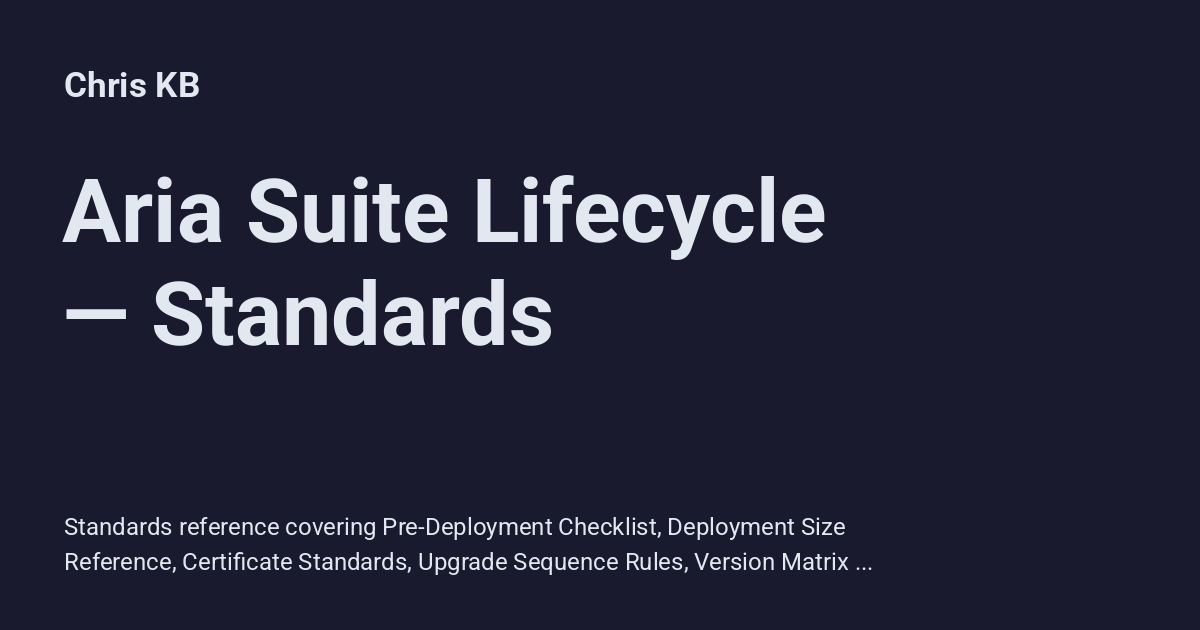 Chris KB
Aria Suite Lifecycle
— Standards
Standards reference covering Pre-Deployment Checklist, Deployment Size
Reference, Certificate Standards, Upgrade Sequence Rules, Version Matrix ...